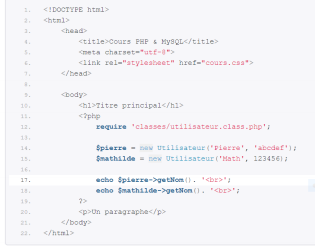 1. <!DOCTYPE html>
2. <html>
3. <head>
4. <title>Cours PHP & MySQL</title>
5. <meta charset="utf-8">
6. <link rel="stylesheet" href="cours.css">
7. </head>
8.
9. <body>
10. <h1>Titre principal</h1>
11. <?php
12. require 'classes/utilisateur.class.php';
13.
14. $pierre = new Utilisateur('Pierre', 'abcdef');
15. $mathilde = new Utilisateur('Math', 123456);
16.
17. echo $pierre->getNom(). '<br>';
18. echo $mathilde->getNom(). '<br>';
19. ?>
20. <p>Un paragraphe</p>
21. </body>
22. </html>